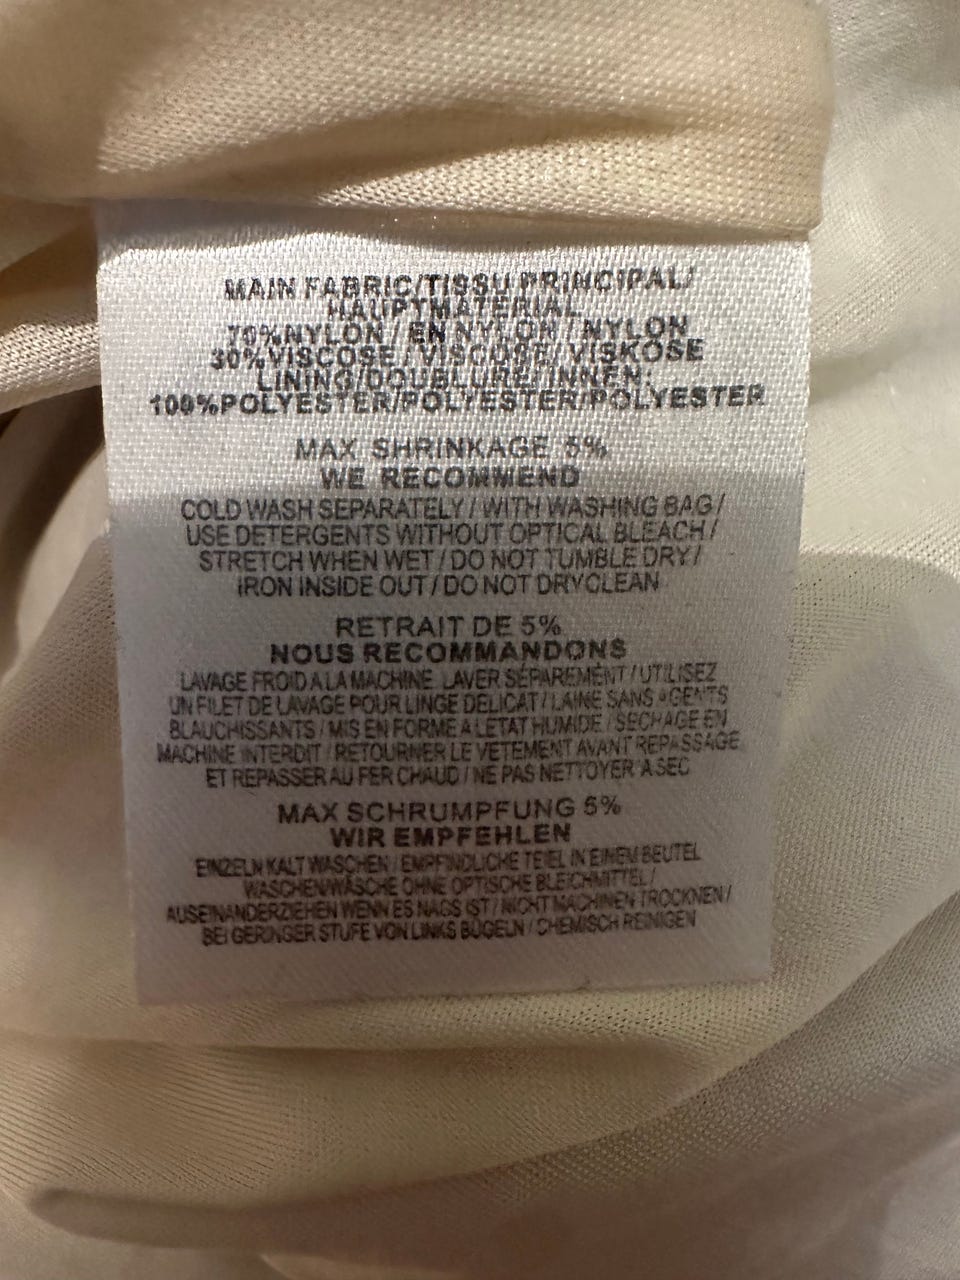 MAIN FABRIC/TISSU PRINCIPAL/
HAUPTMATERIAL
70%NYLON / EN NYLON / NYLON
30%VISCOSE / VISCOSE/ VISKOSE
LINING/DOUBLURE/ INNEN:
100%POLYESTER/POLYESTER/POLYESTER
MAX SHRINKAGE 5%
WE RECOMMEND
COLD WASH SEPARATELY / WITH WASHING BAG /
USE DETERGENTS WITHOUT OPTICAL BLEACH /
STRETCH WHEN WET / DO NOT TUMBLE DRY /
IRON INSIDE OUT / DO NOT DRYCLEAN
RETRAIT DE 5%
NOUS RECOMMANDONS
LAVAGE FROID A LA MACHINE LAVER SÉPAREMENT / UTILISEZ
UN FILET DE LAVAGE POUR LINGE DELICAT / LAINE SANS AGENTS
BLAUCHISSANTS / MIS EN FORME A L'ETAT HUMIDE / SECHAGE EN
MACHINE INTERDIT / RETOURNER LE VETEMENT AVANT REPASSAGE
ET REPASSER AU FER CHAUD / NE PAS NETTOYER A SEC
MAX SCHRUMPFUNG 5%
WIR EMPFEHLEN
EINZELN KALT WASCHEN / EMPFINDLICHE TEIEL IN EINEM BEUTEL
WASCHEN/WÄSCHE OHNE OPTISCHE BLEICHMITTEL /
AUSEINANDERZIEHEN WENN ES NAGS IST / NICHT MACHINEN-TROCKNEN /
BEI GERINGER STUFE VON LINKS BÜGELN / CHEMISCH REINIGEN